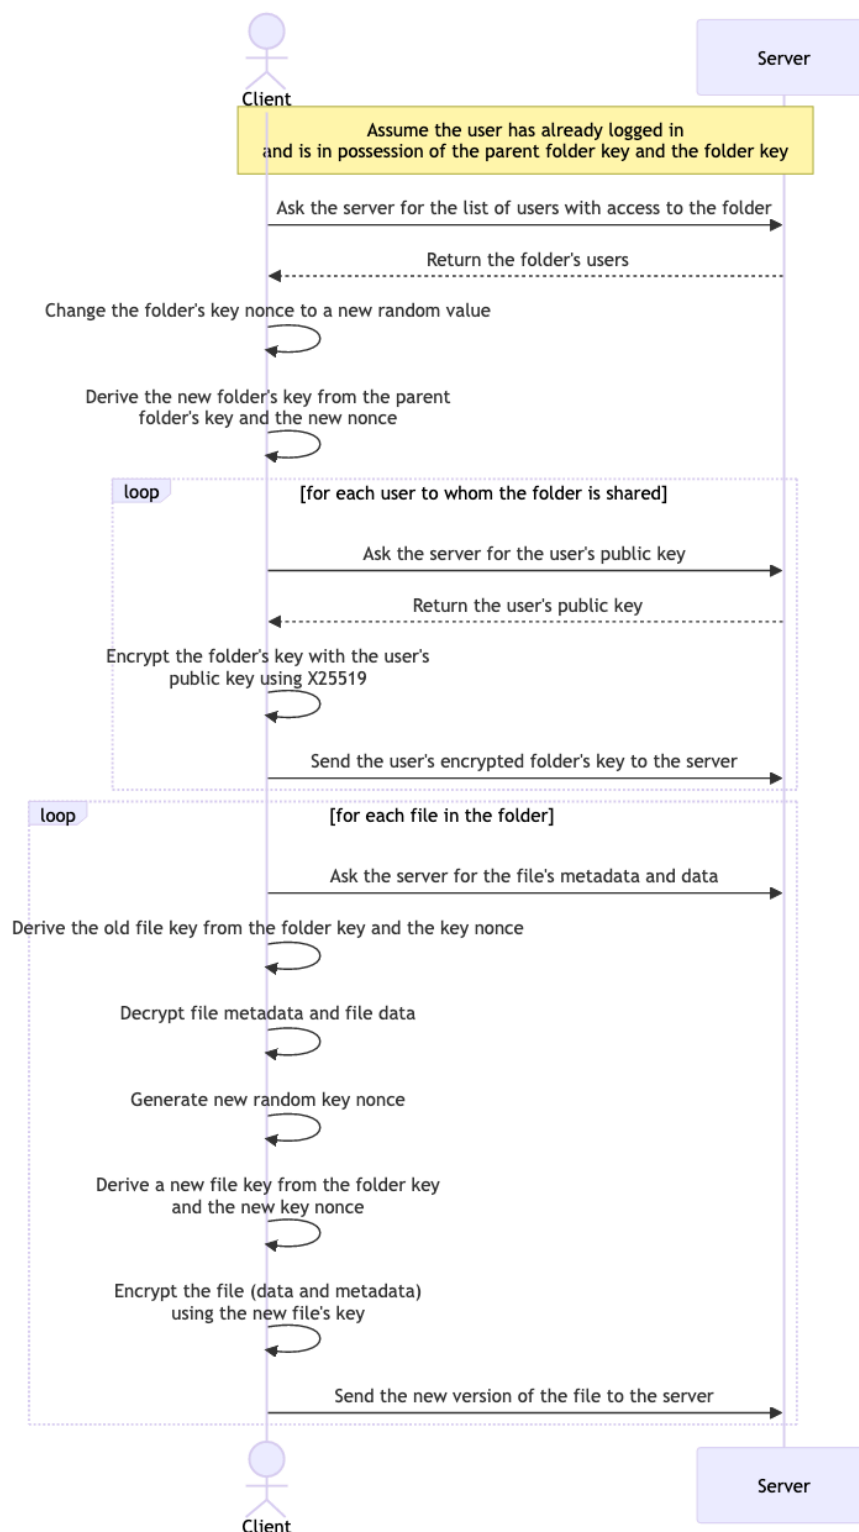 Client
Server
Assume the user has already logged in
and is in possession of the parent folder key and the folder key
Ask the server for the list of users with access to the folder
Return the folder's users
Change the folder's key nonce to a new random value
Derive the new folder's key from the parent
folder's key and the new nonce
loop
[for each user to whom the folder is shared]
Ask the server for the user's public key
Return the user's public key
Encrypt the folder's key with the user's
public key using X25519
Send the user's encrypted folder's key to the server
loop
[for each file in the folder]
Ask the server for the file's metadata and data
Derive the old file key from the folder key and the key nonce
Decrypt file metadata and file data
Generate new random key nonce
Derive a new file key from the folder key
and the new key nonce
Encrypt the file (data and metadata)
using the new file's key
Send the new version of the file to the server
Client
Server